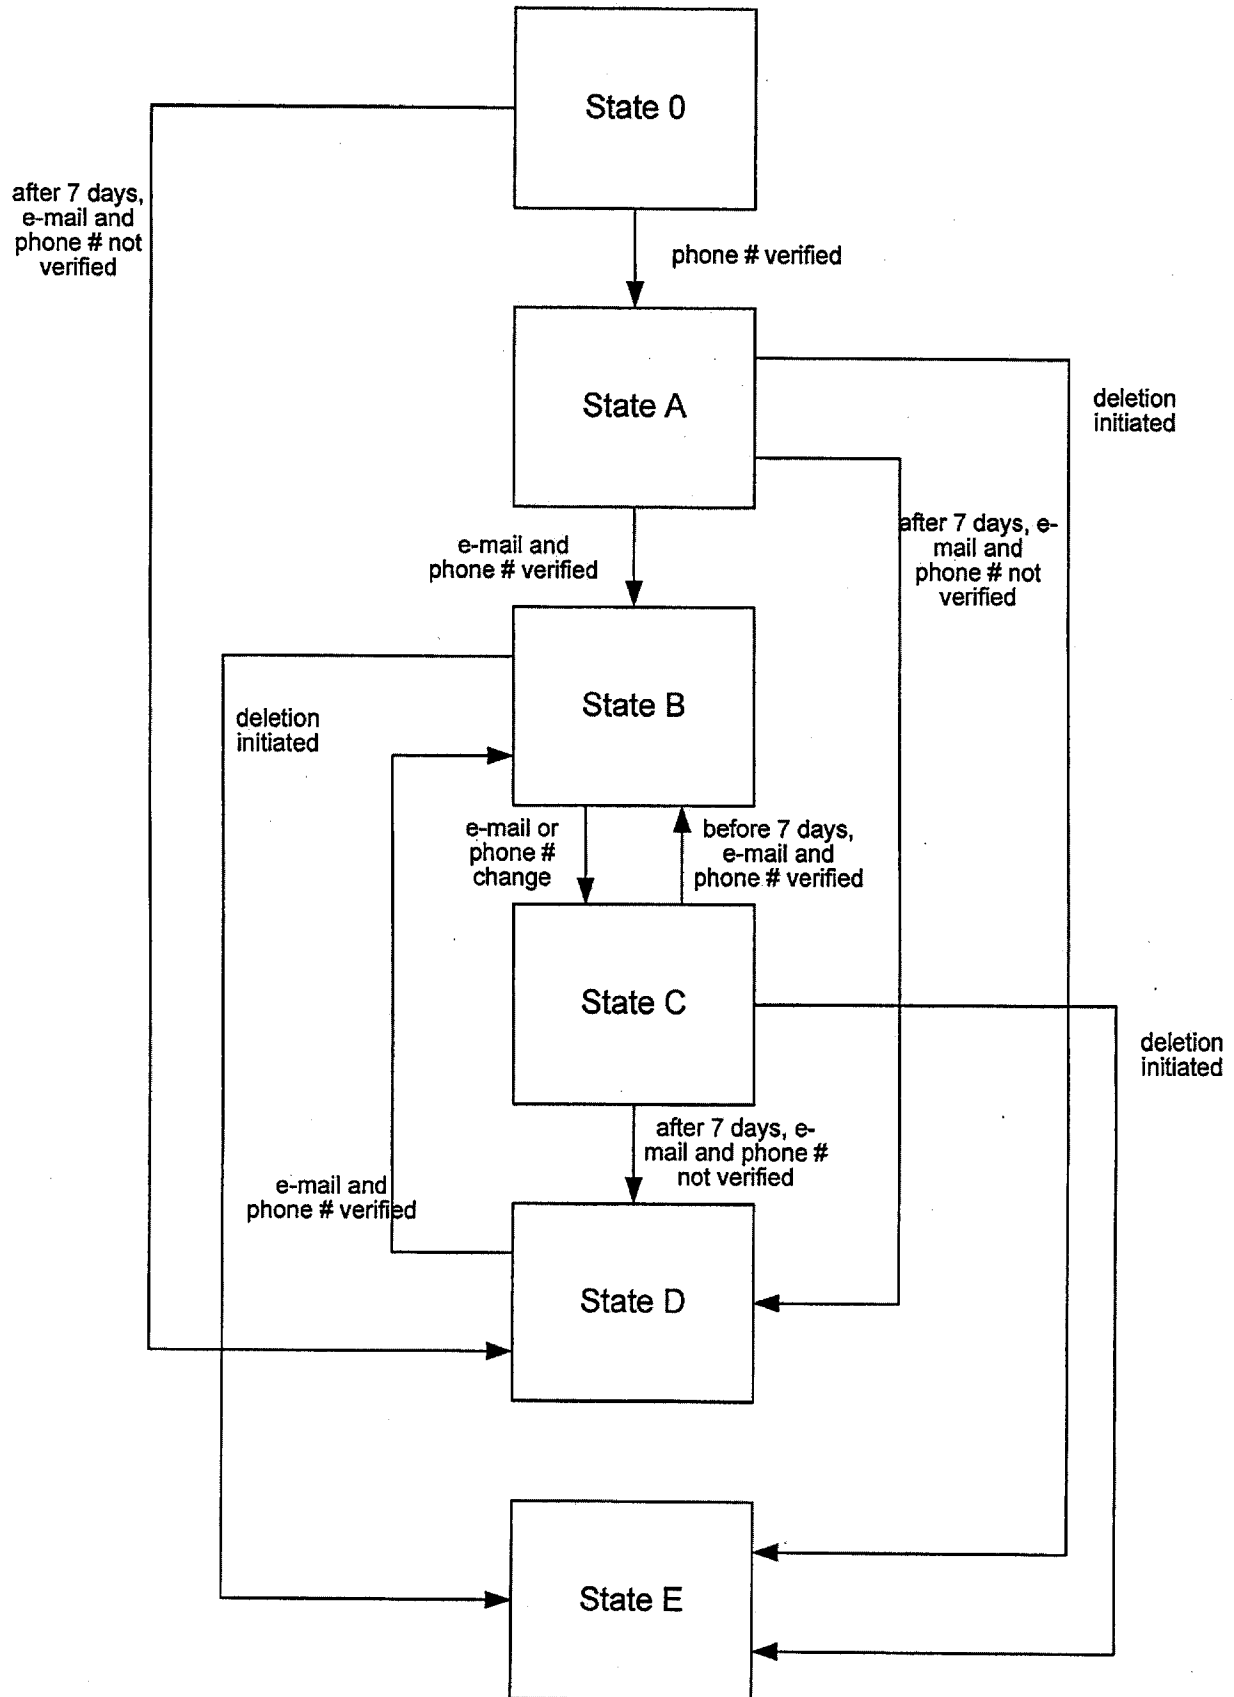 State 0
after 7 days,
e-mail and
phone # not
verified
phone # verified
State A
deletion
initiated
e-mail and
phone # verified
after 7 days, e-
mail and
phone # not
verified
State B
deletion
initiated
e-mail or
phone #
change
before 7 days,
e-mail and
phone # verified
State C
deletion
initiated
after 7 days, e-
mail and phone #
not verified
e-mail and
phone # verified
State D
State E